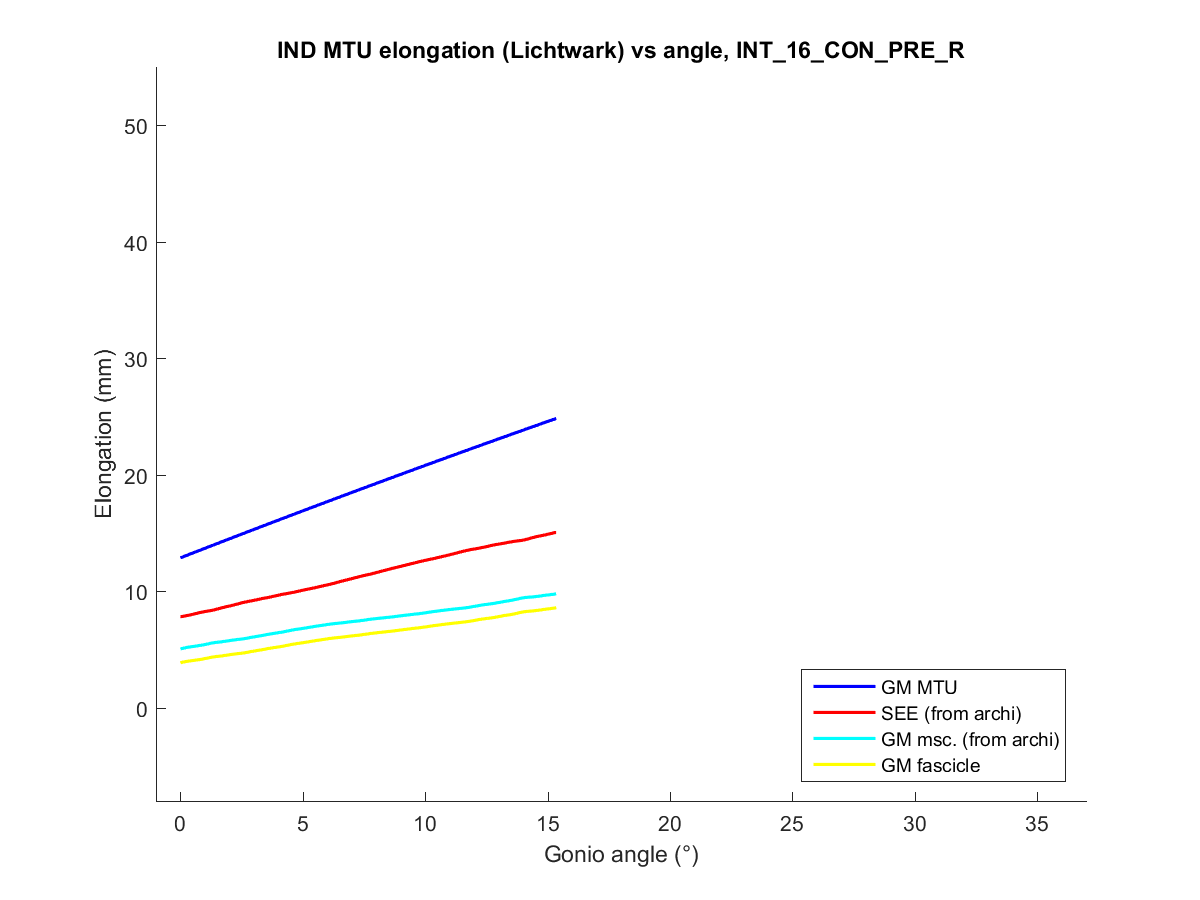 IND MTU elongation (Lichtwark) vs angle, INT_16_CON_PRE_R
Elongation (mm)
50
40
30
20
10
0
0 5 10 15 20 25 30 35
Gonio angle (°)
GM MTU
SEE (from archi)
GM msc. (from archi)
GM fascicle